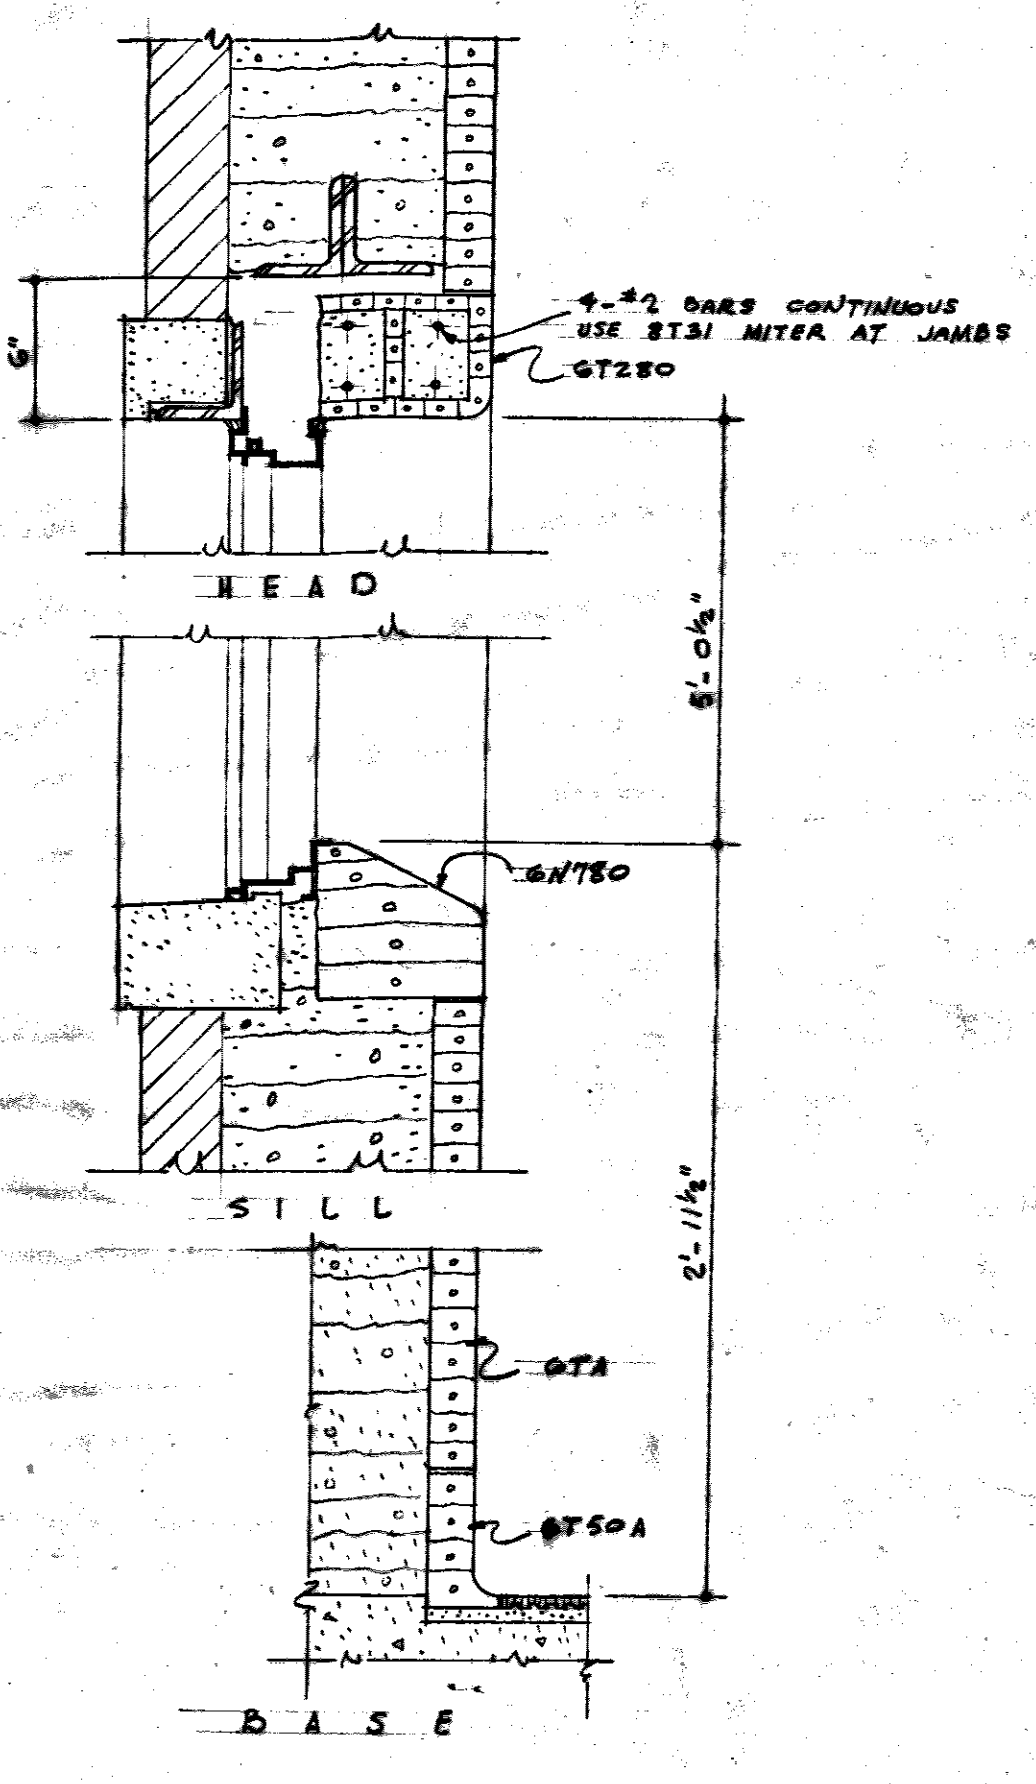 4-#2 BARS CONTINUOUS
USE 8T31 MITER AT JAMBS
6T280
6"
HEAD
5'-0½"
6N780
SILL
2'-11½"
6TA
6T50A
BASE